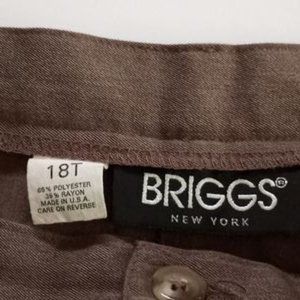 18T
65% POLYESTER
35% RAYON
MADE IN U.S.A.
CARE ON REVERSE
BRIGGS
NEW YORK